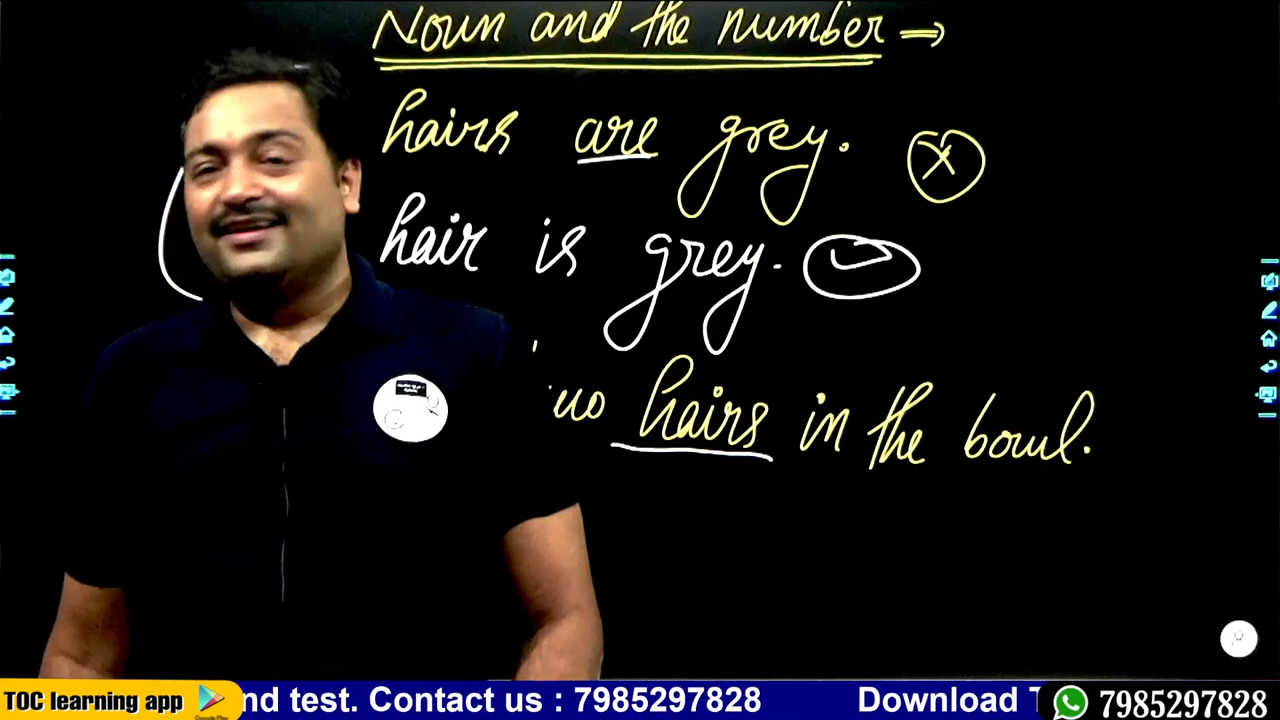 Noun and the number ⇒
hairs are grey.
hair is grey.
no hairs in the bowl.
TOC learning app
nd test. Contact us : 7985297828
Download T
7985297828